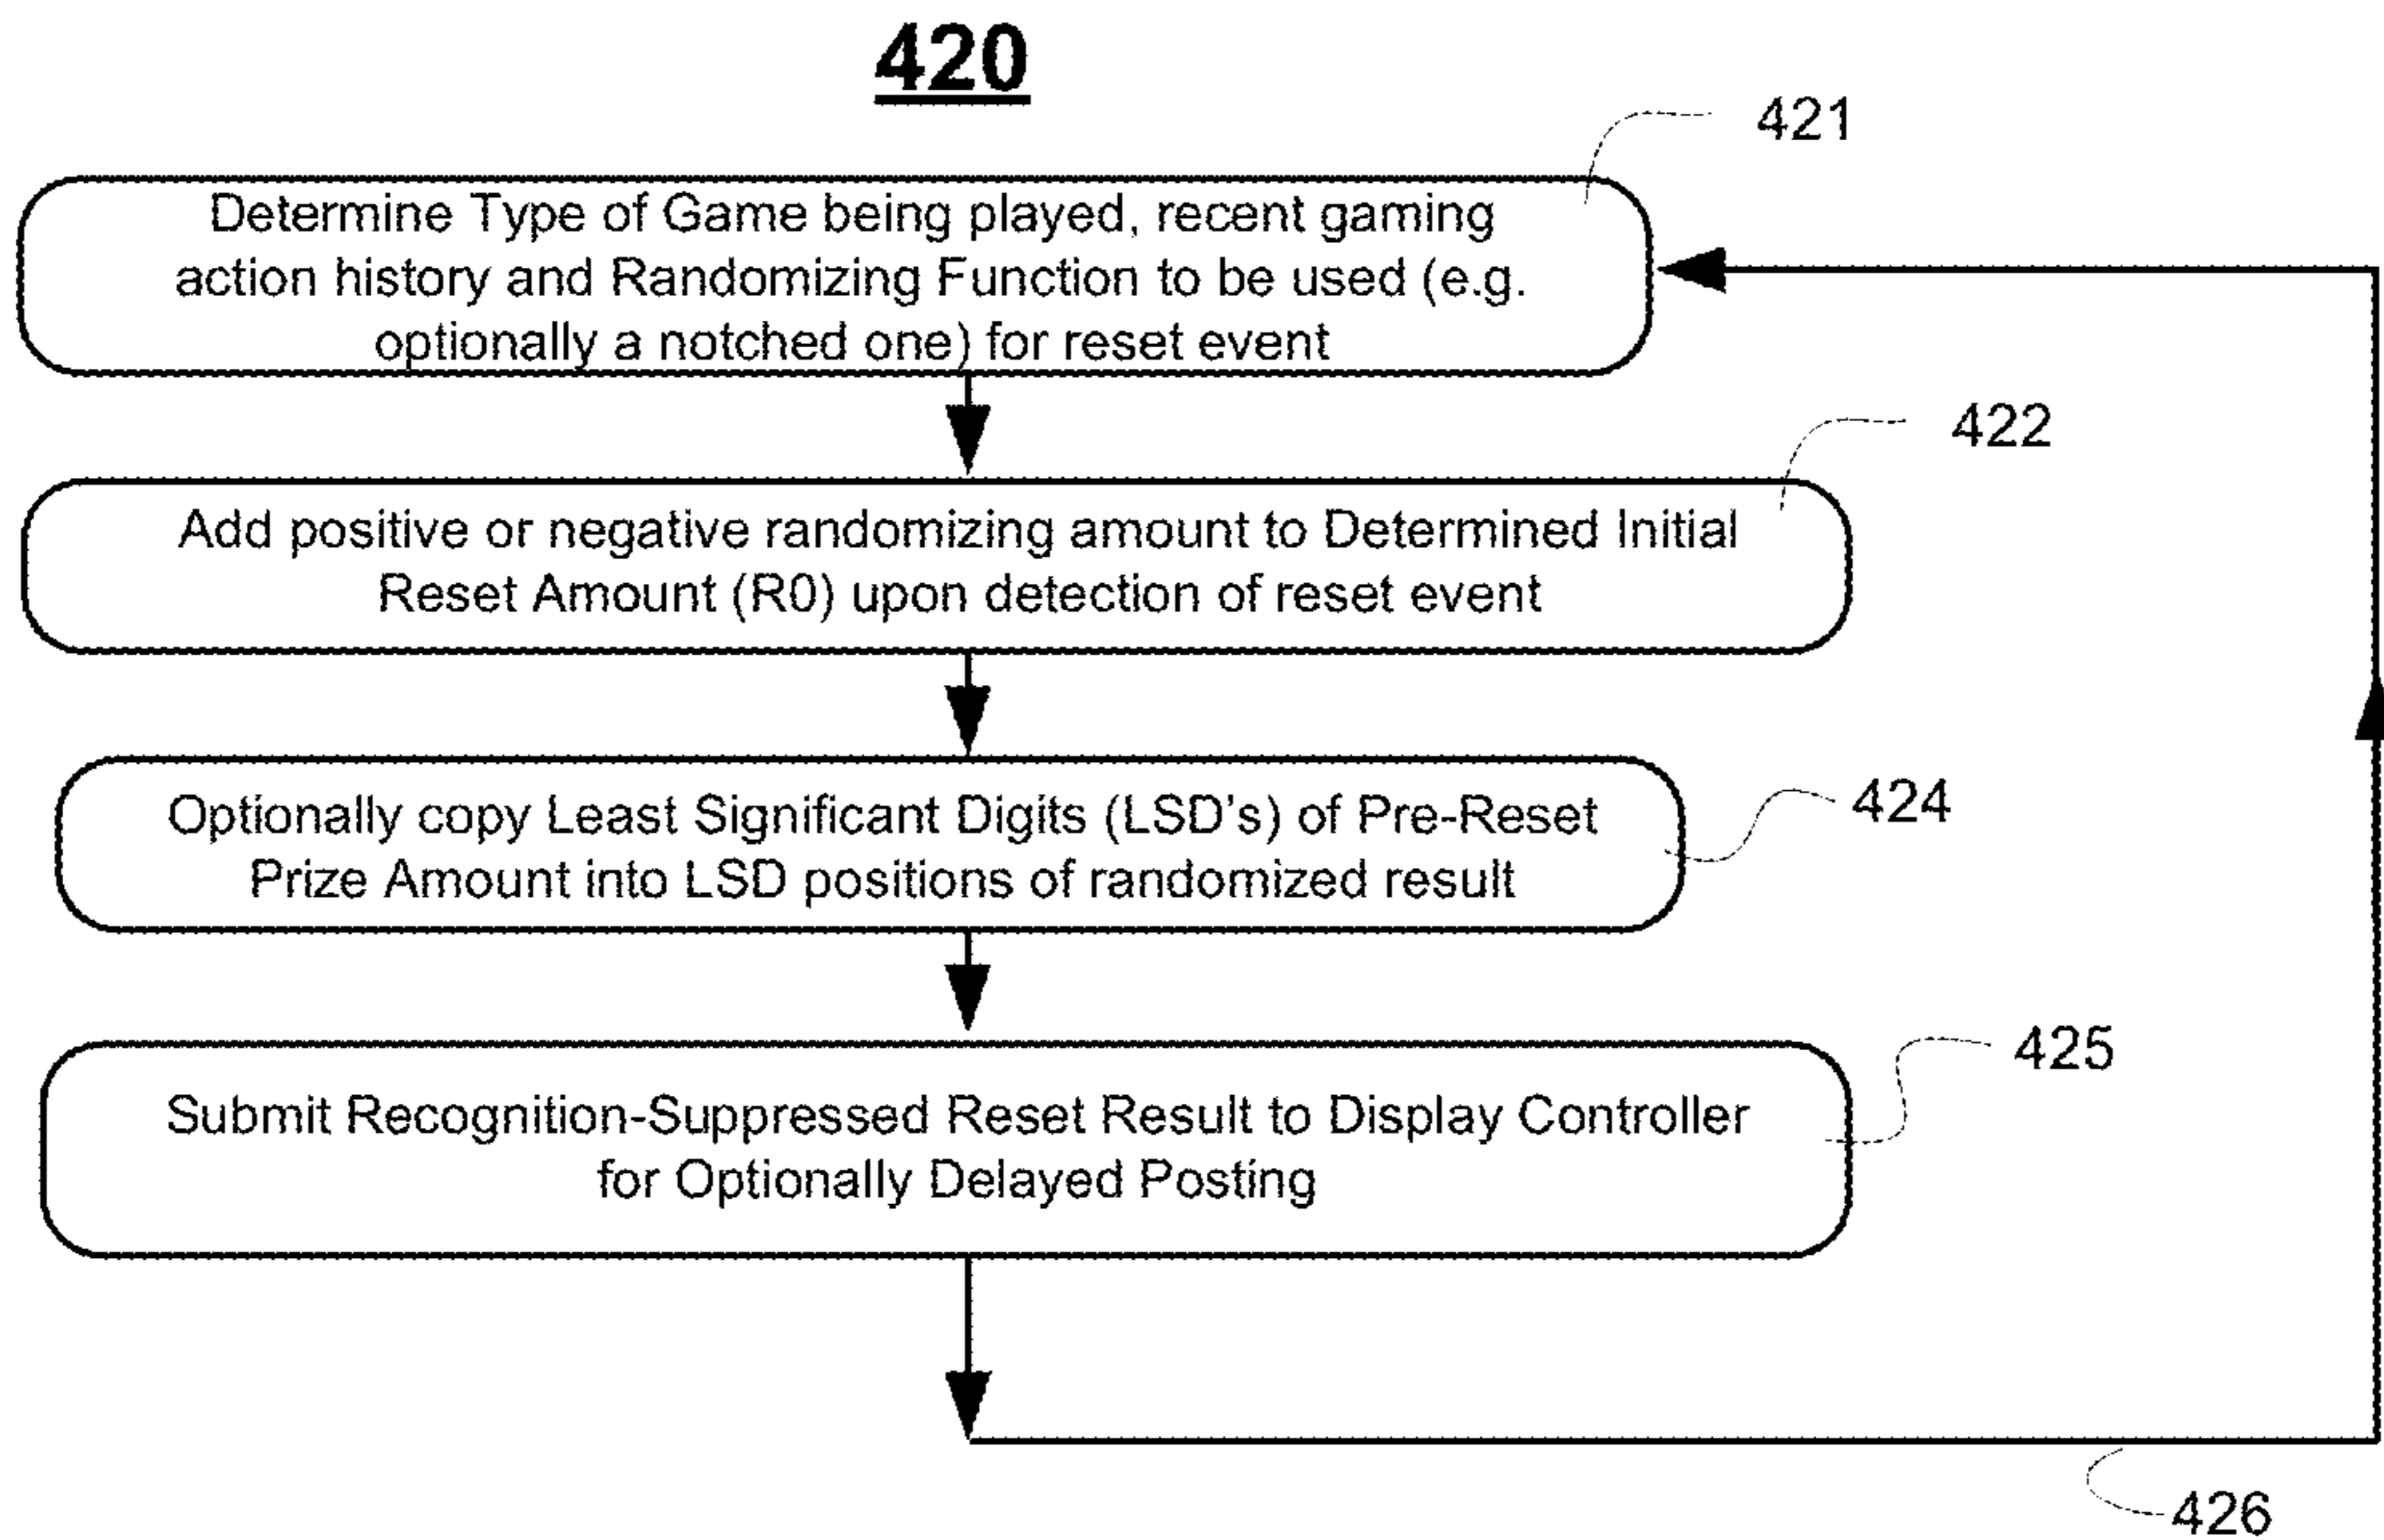 420
421
Determine Type of Game being played, recent gaming
action history and Randomizing Function to be used (e.g.
optionally a notched one) for reset event
422
Add positive or negative randomizing amount to Determined Initial
Reset Amount (R0) upon detection of reset event
424
Optionally copy Least Significant Digits (LSD's) of Pre-Reset
Prize Amount into LSD positions of randomized result
425
Submit Recognition-Suppressed Reset Result to Display Controller
for Optionally Delayed Posting
426